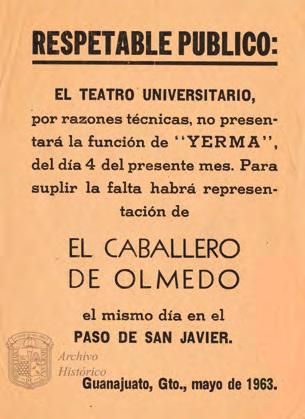 RESPETABLE PUBLICO:
EL TEATRO UNIVERSITARIO,
por razones técnicas, no presen-
tará la función de "YERMA",
del día 4 del presente mes. Para
suplir la falta habrá represen-
tación de
EL CABALLERO
DE OLMEDO
el mismo día en el
PASO DE SAN JAVIER.
Archivo
Histórico
Guanajuato, Gto., mayo de 1963.